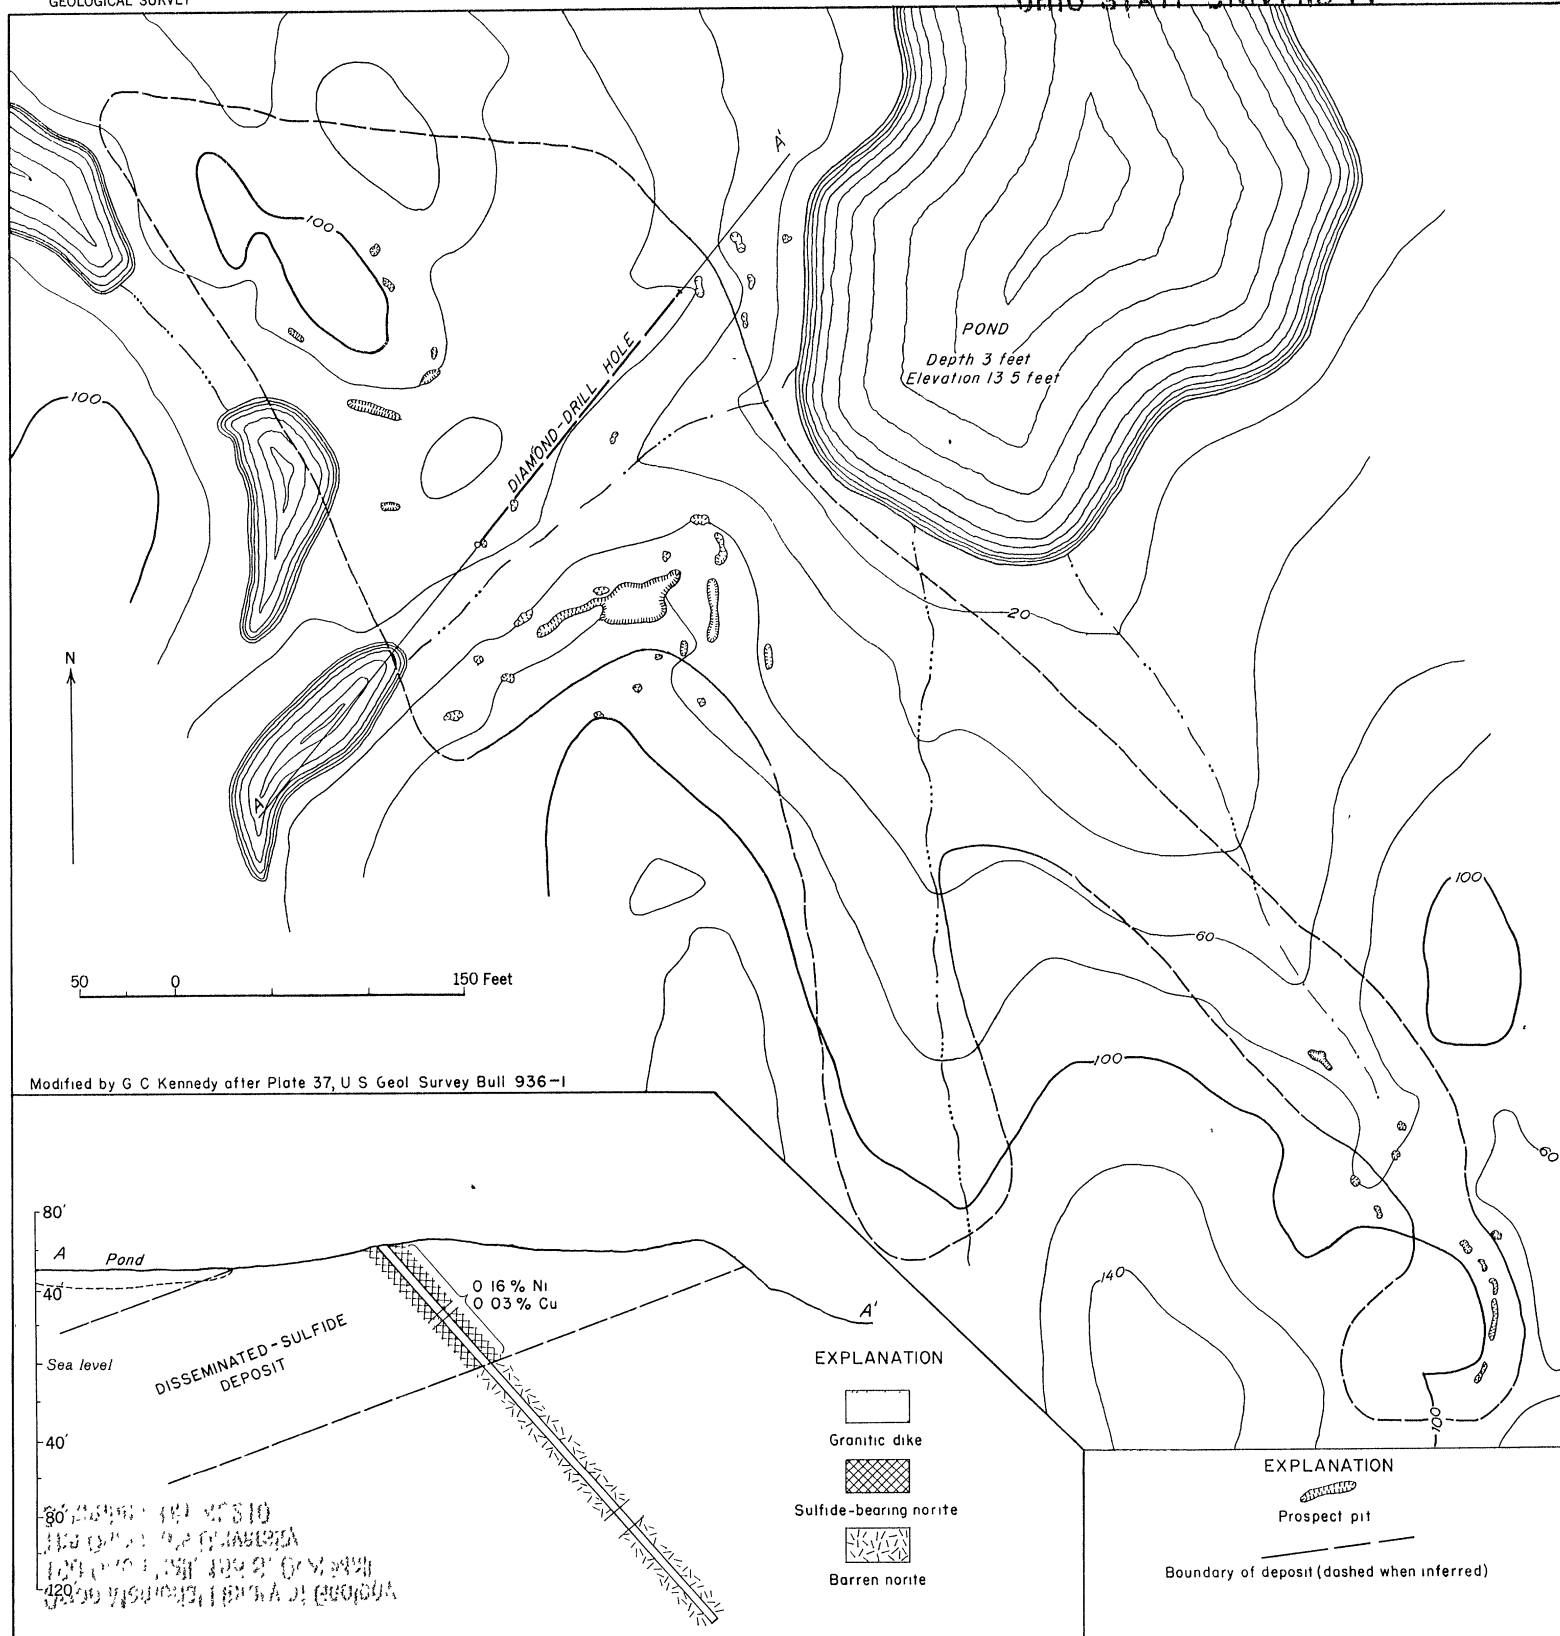 GEOLOGICAL SURVEY
A'
100
100
POND
Depth 3 feet
Elevation 13 5 feet
DIAMOND-DRILL HOLE
20
N
A
100
60
50 0 150 Feet
100
60
Modified by G C Kennedy after Plate 37, U S Geol Survey Bull 936-I
140
100
80'
A
Pond
40'
0 16 % Ni
0 03 % Cu
A'
DISSEMINATED-SULFIDE
DEPOSIT
Sea level
40'
80'
120'
EXPLANATION
Granitic dike
Sulfide-bearing norite
Barren norite
EXPLANATION
Prospect pit
Boundary of deposit (dashed when inferred)